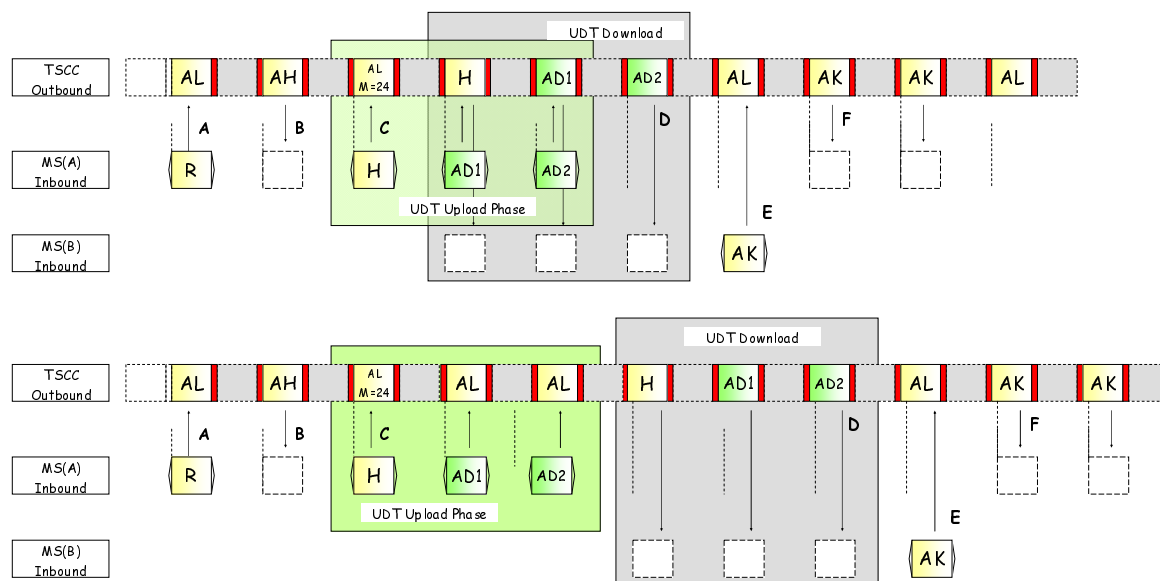 UDT Download
TSCC
Outbound
AL
AH
AL
M=24
H
AD1
AD2
AL
AK
AK
AL
A
B
C
D
F
MS(A)
Inbound
R
H
AD1
AD2
UDT Upload Phase
E
MS(B)
Inbound
AK
UDT Download
TSCC
Outbound
AL
AH
AL
M=24
AL
AL
H
AD1
AD2
AL
AK
AK
A
B
C
D
F
MS(A)
Inbound
R
H
AD1
AD2
UDT Upload Phase
E
MS(B)
Inbound
AK